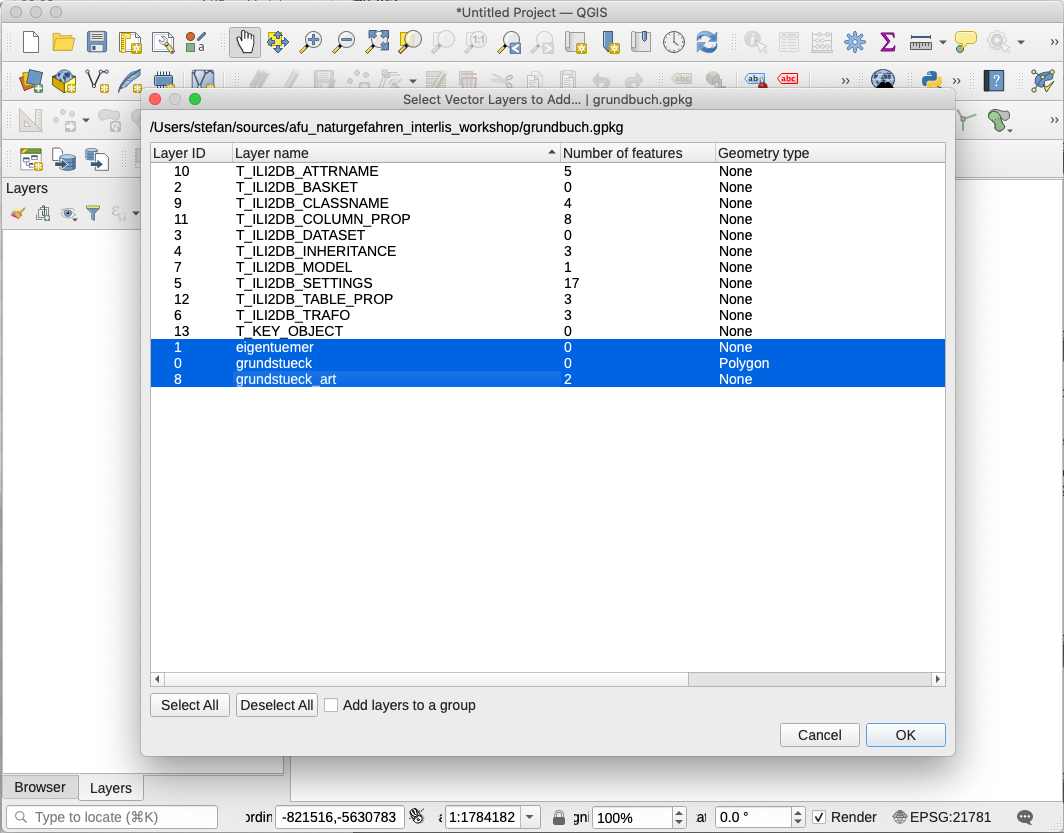 *Untitled Project — QGIS
1:1
abc
ab
abc
»
»
»
»
»
Select Vector Layers to Add... | grundbuch.gpkg
/Users/stefan/sources/afu_naturgefahren_interlis_workshop/grundbuch.gpkg
Layer ID Layer name Number of features Geometry type
10 T_ILI2DB_ATTRNAME 5 None
2 T_ILI2DB_BASKET 0 None
9 T_ILI2DB_CLASSNAME 4 None
11 T_ILI2DB_COLUMN_PROP 8 None
3 T_ILI2DB_DATASET 0 None
4 T_ILI2DB_INHERITANCE 3 None
7 T_ILI2DB_MODEL 1 None
5 T_ILI2DB_SETTINGS 17 None
12 T_ILI2DB_TABLE_PROP 3 None
6 T_ILI2DB_TRAFO 3 None
13 T_KEY_OBJECT 0 None
1 eigentuemer 0 None
0 grundstueck 0 Polygon
8 grundstueck_art 2 None
Layers
Select All Deselect All Add layers to a group
Cancel OK
Browser Layers
Type to locate (⌘K) ordin -821516,-5630783 1:1784182 gni 100% at 0.0 ° Render EPSG:21781